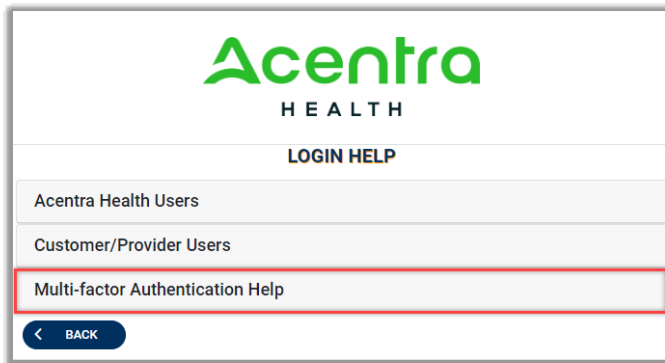 Acentra
HEALTH
LOGIN HELP
Acentra Health Users
Customer/Provider Users
Multi-factor Authentication Help
BACK